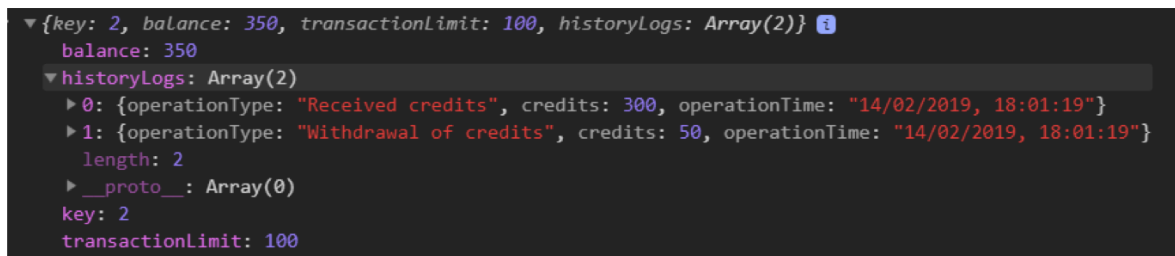 ▼{key: 2, balance: 350, transactionLimit: 100, historyLogs: Array(2)} i
balance: 350
▼historyLogs: Array(2)
▶0: {operationType: "Received credits", credits: 300, operationTime: "14/02/2019, 18:01:19"}
▶1: {operationType: "Withdrawal of credits", credits: 50, operationTime: "14/02/2019, 18:01:19"}
length: 2
▶__proto__: Array(0)
key: 2
transactionLimit: 100